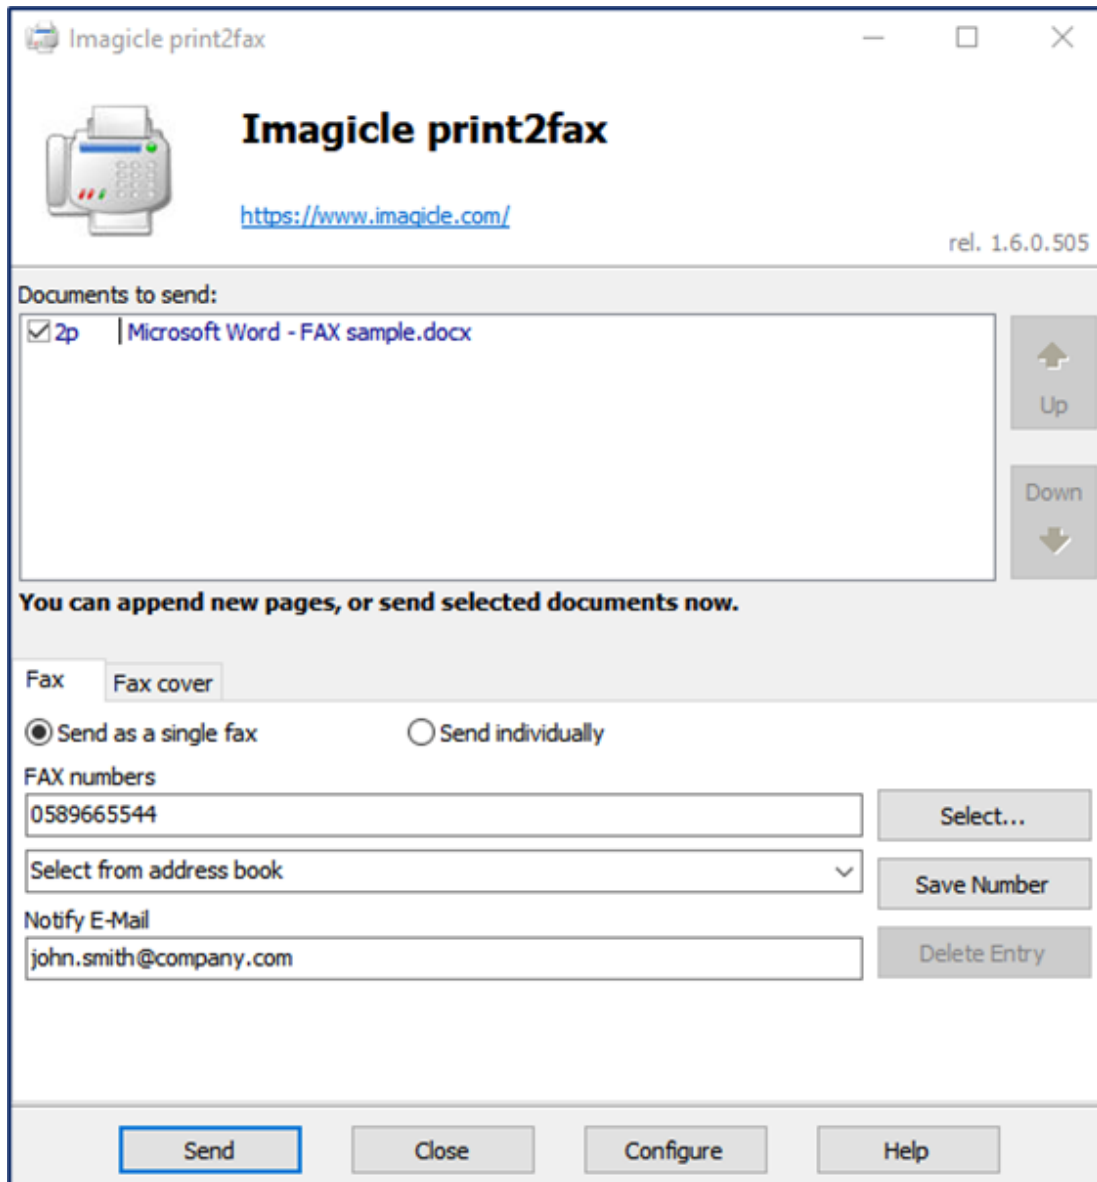 Imagicle print2fax
Imagicle print2fax
https://www.imagicle.com/
rel. 1.6.0.505
Documents to send:
2p Microsoft Word - FAX sample.docx
Up
Down
You can append new pages, or send selected documents now.
Fax Fax cover
Send as a single fax Send individually
FAX numbers
0589665544 Select...
Select from address book Save Number
Notify E-Mail
john.smith@company.com Delete Entry
Send Close Configure Help